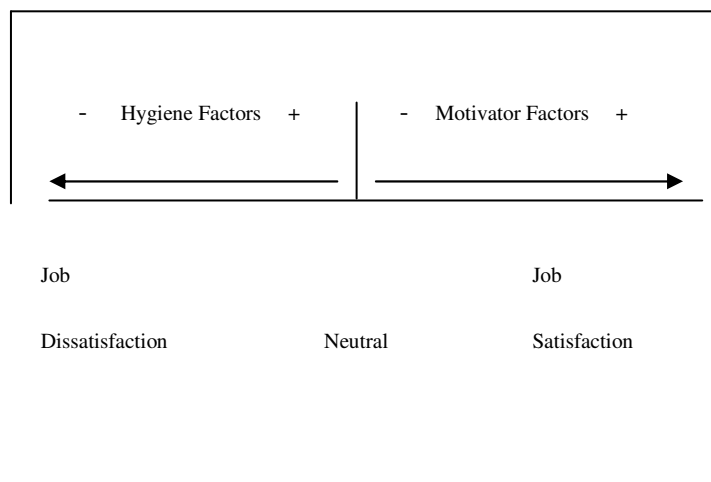 - Hygiene Factors + - Motivator Factors +
Job Job
Dissatisfaction Neutral Satisfaction